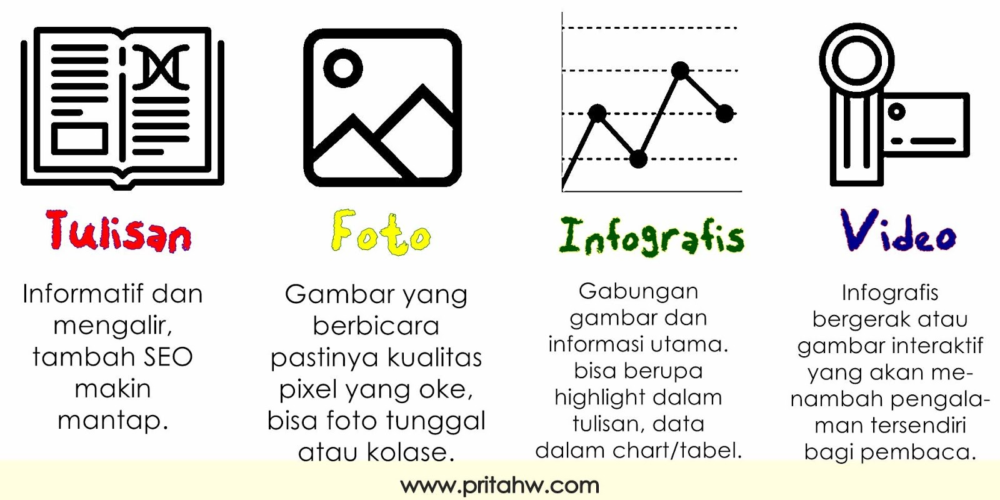 Tulisan
Informatif dan
mengalir,
tambah SEO
makin
mantap.
Foto
Gambar yang
berbicara
pastinya kualitas
pixel yang oke,
bisa foto tunggal
atau kolase.
Infografis
Gabungan
gambar dan
informasi utama.
bisa berupa
highlight dalam
tulisan, data
dalam chart/tabel.
Video
Infografis
bergerak atau
gambar interaktif
yang akan me-
nambah pengala-
man tersendiri
bagi pembaca.
www.pritahw.com